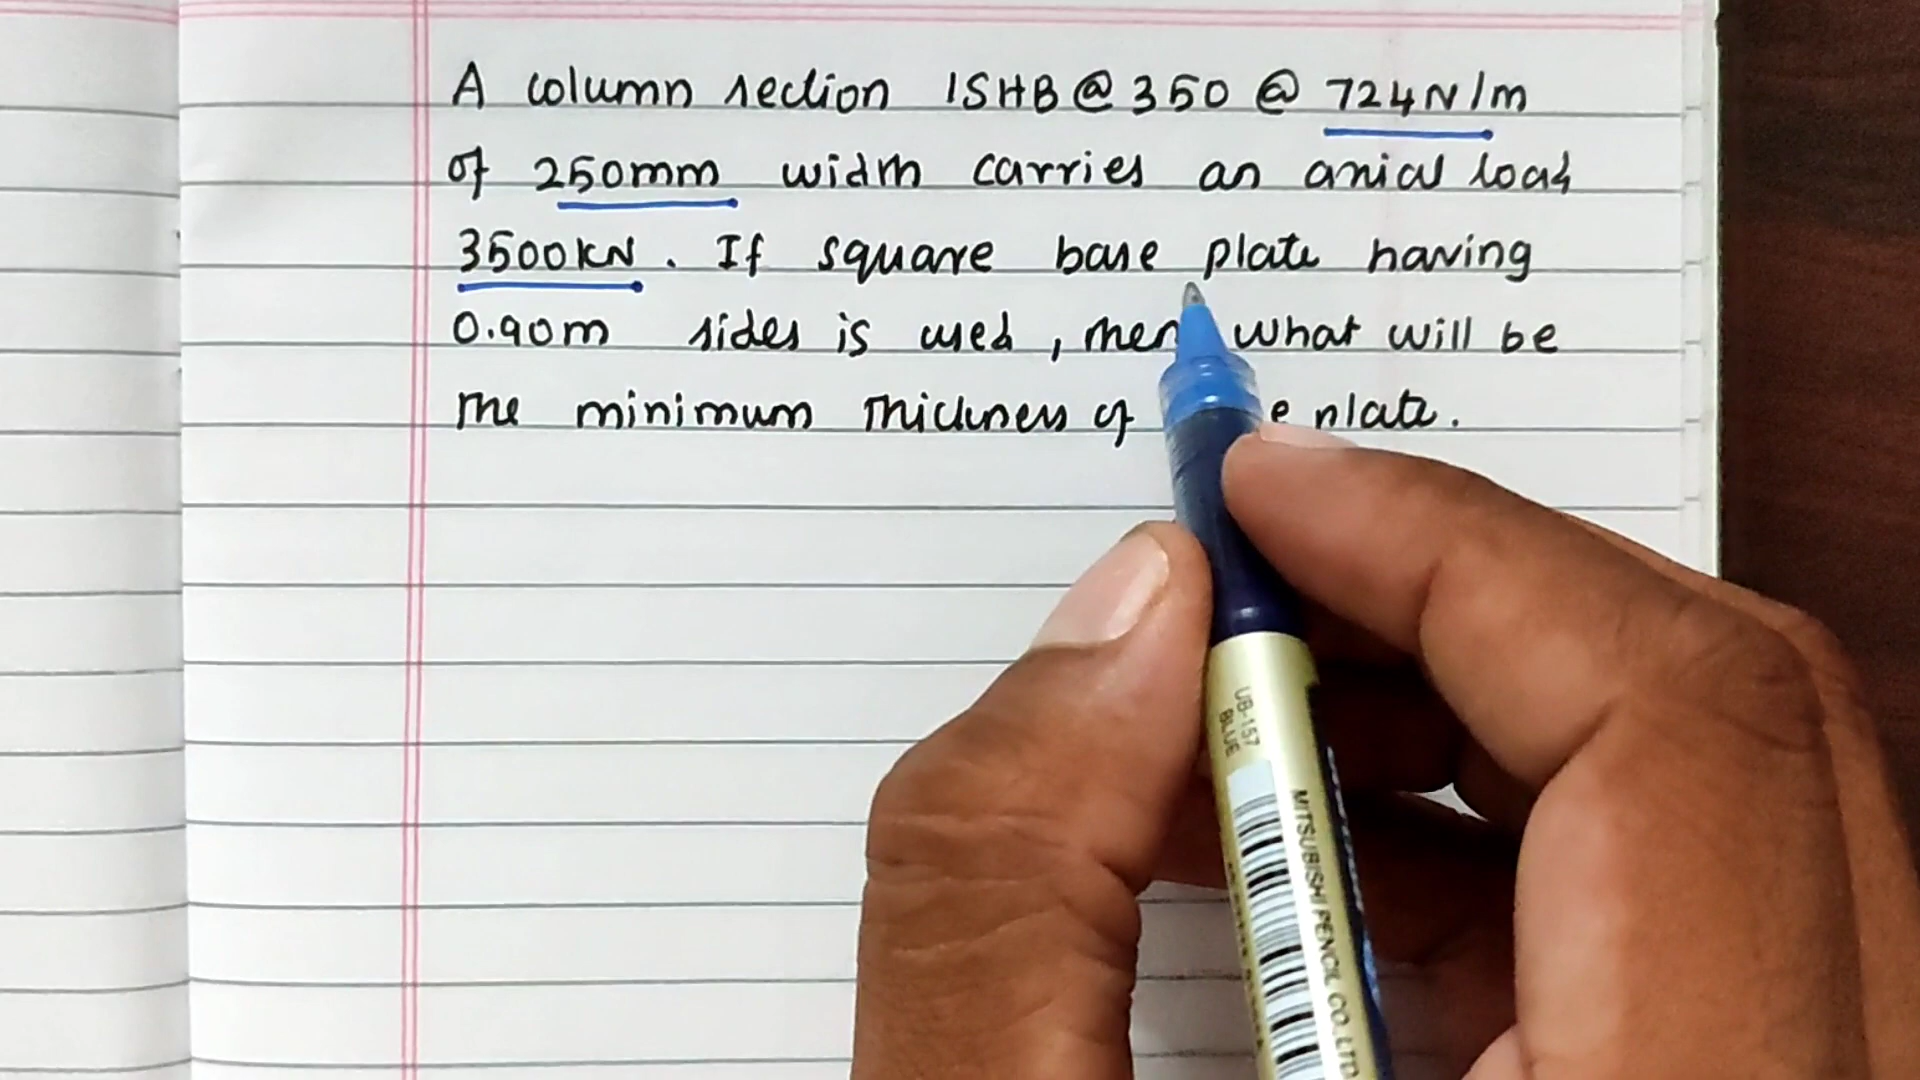 A column section ISHB @ 350 @ 724N/m
of 250mm width carries an axial load
3500KN. If square base plate having
0.90m sides is used, then what will be
the minimum thickness of plate.
UB-157
BLUE
MITSUBISHI PENCIL CO., LTD.